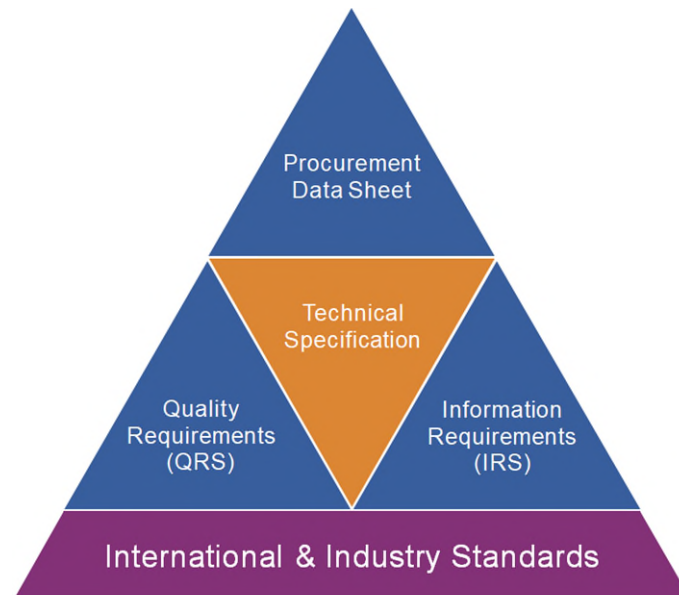 Procurement
Data Sheet
Technical
Specification
Quality
Requirements
(QRS)
Information
Requirements
(IRS)
International & Industry Standards